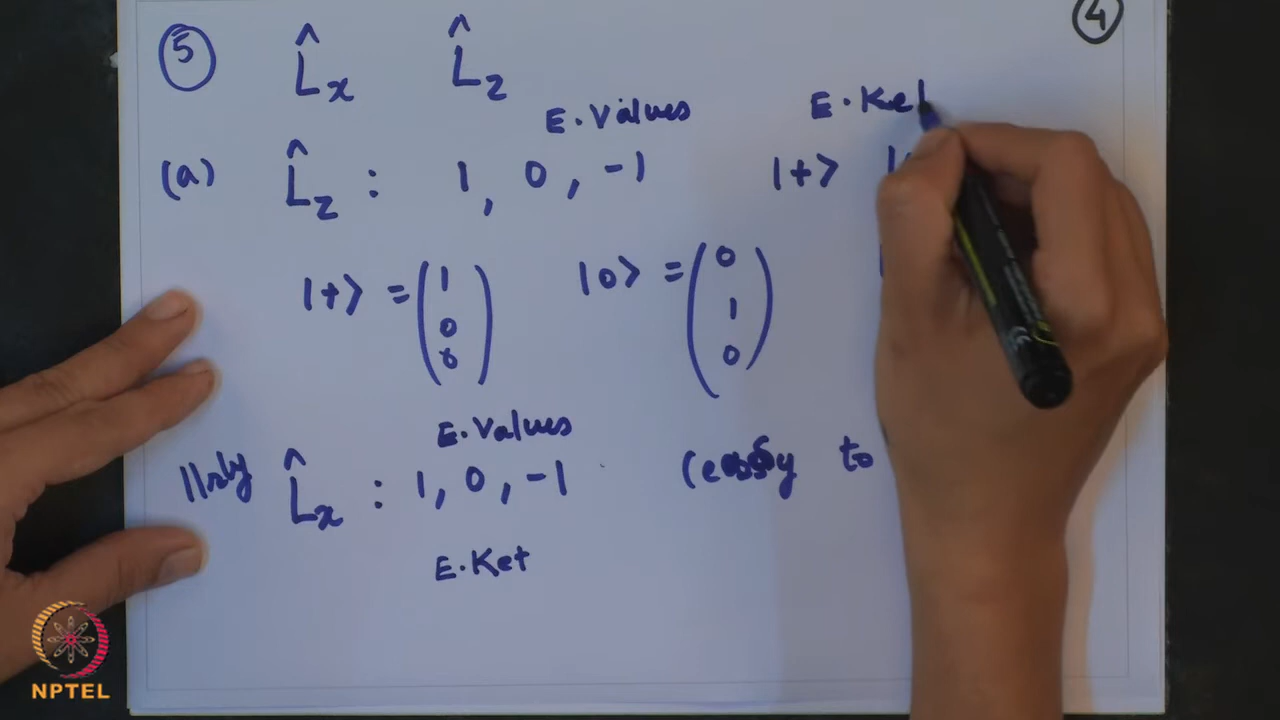 ④
⑤ L̂x L̂z
E. Values E. Ket
(a) L̂z : 1, 0, -1 |+>
|+> = (1 0 0) |0> = (0 1 0)
E. Values
||rly L̂x : 1, 0, -1 (easy to
E. Ket
NPTEL